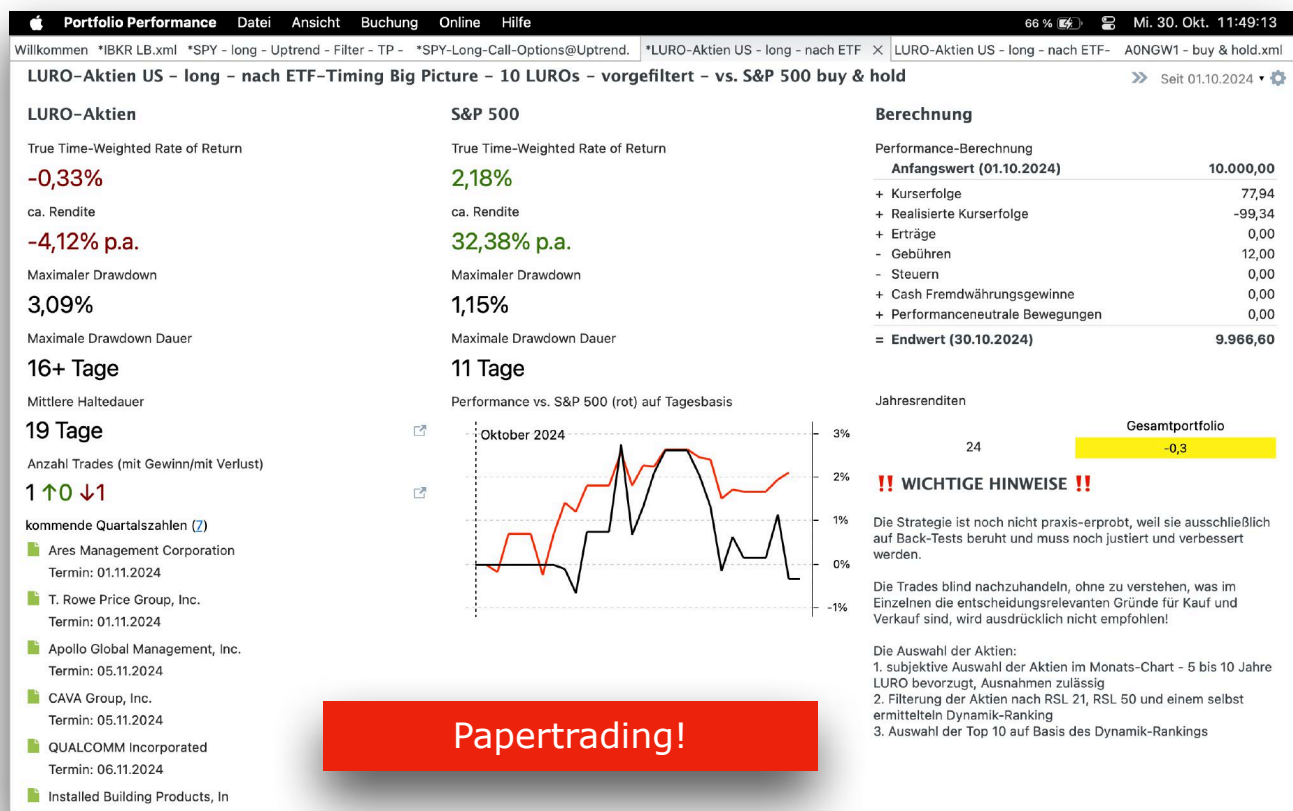 Portfolio Performance Datei Ansicht Buchung Online Hilfe 66 % Mi. 30. Okt. 11:49:13
Willkommen *IBKR LB.xml *SPY - long - Uptrend - Filter - TP - *SPY-Long-Call-Options@Uptrend. *LURO-Aktien US - long - nach ETF × LURO-Aktien US - long - nach ETF- A0NGW1 - buy & hold.xml
LURO-Aktien US - long - nach ETF-Timing Big Picture - 10 LUROs - vorgefiltert - vs. S&P 500 buy & hold
Seit 01.10.2024
LURO-Aktien
True Time-Weighted Rate of Return
-0,33%
ca. Rendite
-4,12% p.a.
Maximaler Drawdown
3,09%
Maximale Drawdown Dauer
16+ Tage
Mittlere Haltedauer
19 Tage
Anzahl Trades (mit Gewinn/mit Verlust)
1 ↑0 ↓1
kommende Quartalszahlen (7)
Ares Management Corporation
Termin: 01.11.2024
T. Rowe Price Group, Inc.
Termin: 01.11.2024
Apollo Global Management, Inc.
Termin: 05.11.2024
CAVA Group, Inc.
Termin: 05.11.2024
QUALCOMM Incorporated
Termin: 06.11.2024
Installed Building Products, In
S&P 500
True Time-Weighted Rate of Return
2,18%
ca. Rendite
32,38% p.a.
Maximaler Drawdown
1,15%
Maximale Drawdown Dauer
11 Tage
Performance vs. S&P 500 (rot) auf Tagesbasis
Oktober 2024
3%
2%
1%
0%
-1%
Papertrading!
Berechnung
Performance-Berechnung
Anfangswert (01.10.2024) 10.000,00
+ Kurserfolge 77,94
+ Realisierte Kurserfolge -99,34
+ Erträge 0,00
- Gebühren 12,00
- Steuern 0,00
+ Cash Fremdwährungsgewinne 0,00
+ Performanceneutrale Bewegungen 0,00
= Endwert (30.10.2024) 9.966,60
Jahresrenditen
Gesamtportfolio
24 -0,3
‼ WICHTIGE HINWEISE ‼
Die Strategie ist noch nicht praxis-erprobt, weil sie ausschließlich
auf Back-Tests beruht und muss noch justiert und verbessert
werden.
Die Trades blind nachzuhandeln, ohne zu verstehen, was im
Einzelnen die entscheidungsrelevanten Gründe für Kauf und
Verkauf sind, wird ausdrücklich nicht empfohlen!
Die Auswahl der Aktien:
1. subjektive Auswahl der Aktien im Monats-Chart - 5 bis 10 Jahre
LURO bevorzugt, Ausnahmen zulässig
2. Filterung der Aktien nach RSL 21, RSL 50 und einem selbst
ermittelteln Dynamik-Ranking
3. Auswahl der Top 10 auf Basis des Dynamik-Rankings